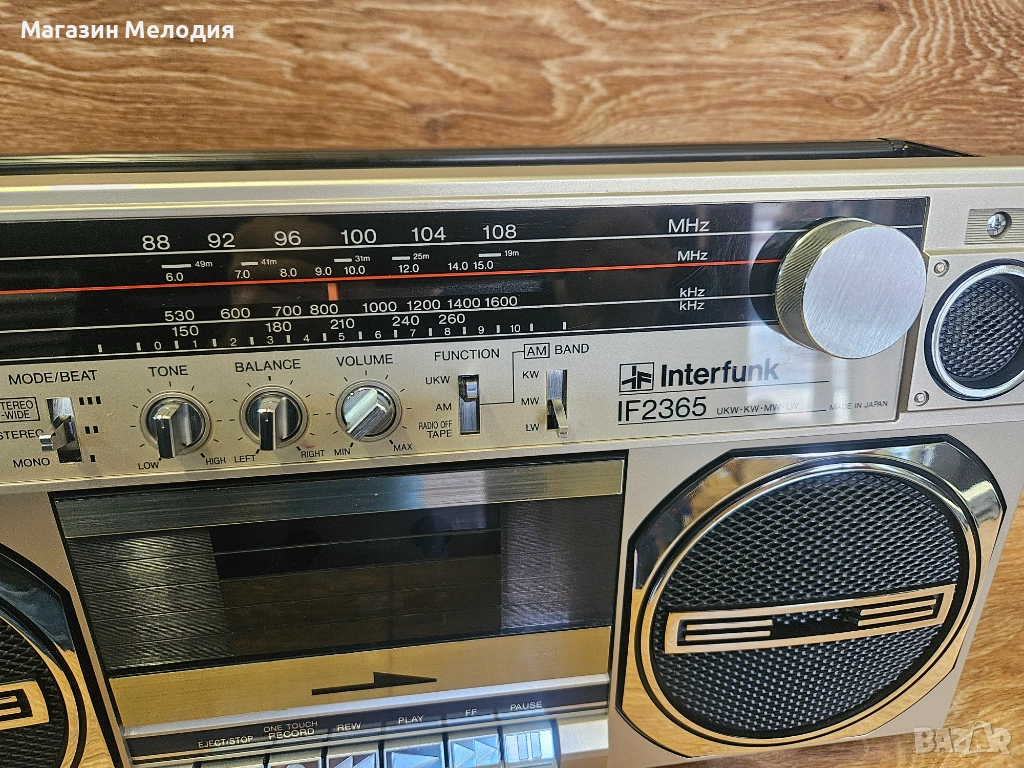 Магазин Мелодия
88 92 96 100 104 108 MHz
49m 41m 31m 25m 19m
6.0 7.0 8.0 9.0 10.0 12.0 14.0 15.0 MHz
530 600 700 800 1000 1200 1400 1600 kHz
150 180 210 240 260 kHz
0 1 2 3 4 5 6 7 8 9 10
MODE/BEAT TONE BALANCE VOLUME FUNCTION AM BAND
STEREO
-WIDE
STEREO
MONO
LOW HIGH LEFT RIGHT MIN MAX
UKW
AM
RADIO OFF
TAPE
KW
MW
LW
Interfunk
IF2365 UKW·KW·MW·LW MADE IN JAPAN
EJECT/STOP ONE TOUCH RECORD REW PLAY FF PAUSE
BAZAR